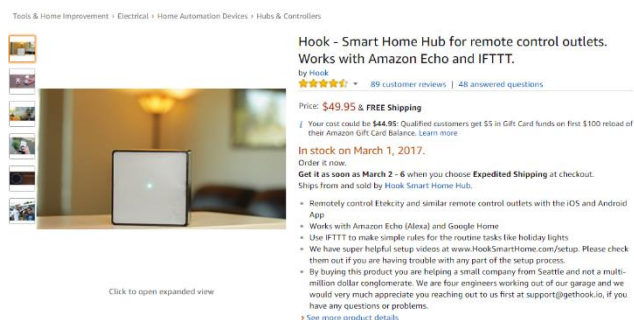 Tools & Home Improvement › Electrical › Home Automation Devices › Hubs & Controllers
Hook - Smart Home Hub for remote control outlets.
Works with Amazon Echo and IFTTT.
by Hook
89 customer reviews | 48 answered questions
Price: $49.95 & FREE Shipping
i Your cost could be $44.95: Qualified customers get $5 in Gift Card funds on first $100 reload of
their Amazon Gift Card Balance. Learn more
In stock on March 1, 2017.
Order it now.
Get it as soon as March 2 - 6 when you choose Expedited Shipping at checkout.
Ships from and sold by Hook Smart Home Hub.
• Remotely control Etekcity and similar remote control outlets with the iOS and Android
App
• Works with Amazon Echo (Alexa) and Google Home
• Use IFTTT to make simple rules for the routine tasks like holiday lights
• We have super helpful setup videos at www.HookSmartHome.com/setup. Please check
them out if you are having trouble with any part of the setup process.
• By buying this product you are helping a small company from Seattle and not a multi-
million dollar conglomerate. We are four engineers working out of our garage and we
would very much appreciate you reaching out to us first at support@gethook.io, if you
have any questions or problems.
› See more product details
Click to open expanded view